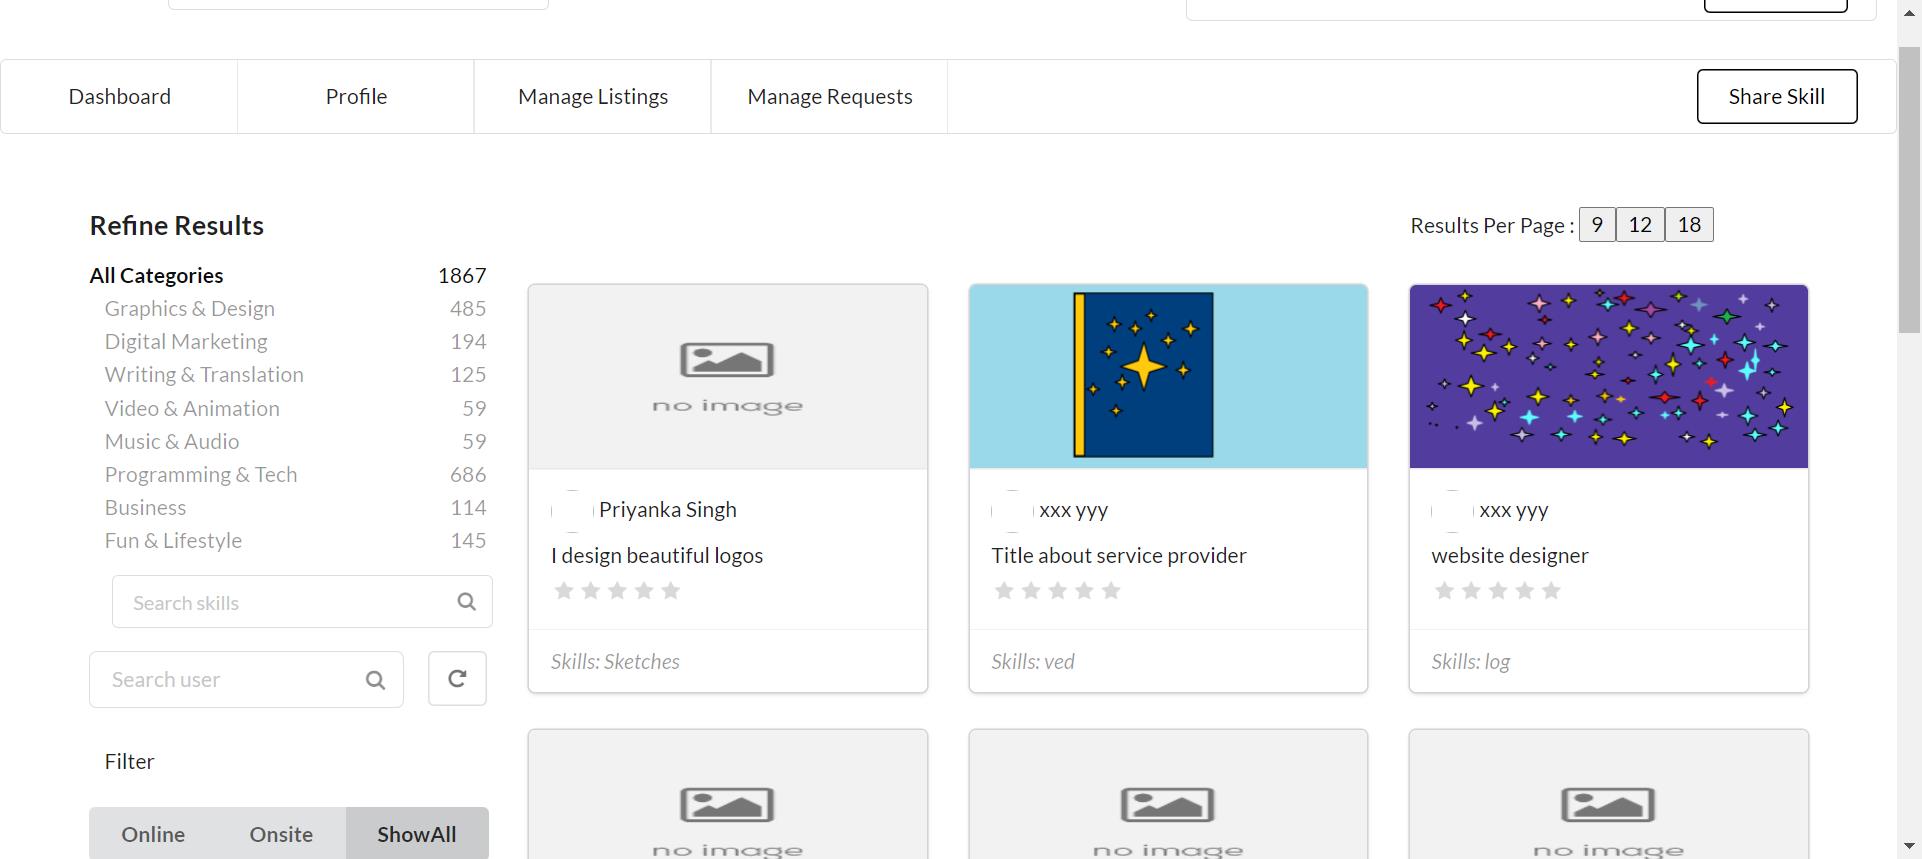 Dashboard
Profile
Manage Listings
Manage Requests
Share Skill
Refine Results
Results Per Page : 9 12 18
All Categories 1867
Graphics & Design 485
Digital Marketing 194
Writing & Translation 125
Video & Animation 59
Music & Audio 59
Programming & Tech 686
Business 114
Fun & Lifestyle 145
Search skills
Search user
Filter
Online
Onsite
ShowAll
no image
Priyanka Singh
I design beautiful logos
Skills: Sketches
xxx yyy
Title about service provider
Skills: ved
xxx yyy
website designer
Skills: log
no image
no image
no image